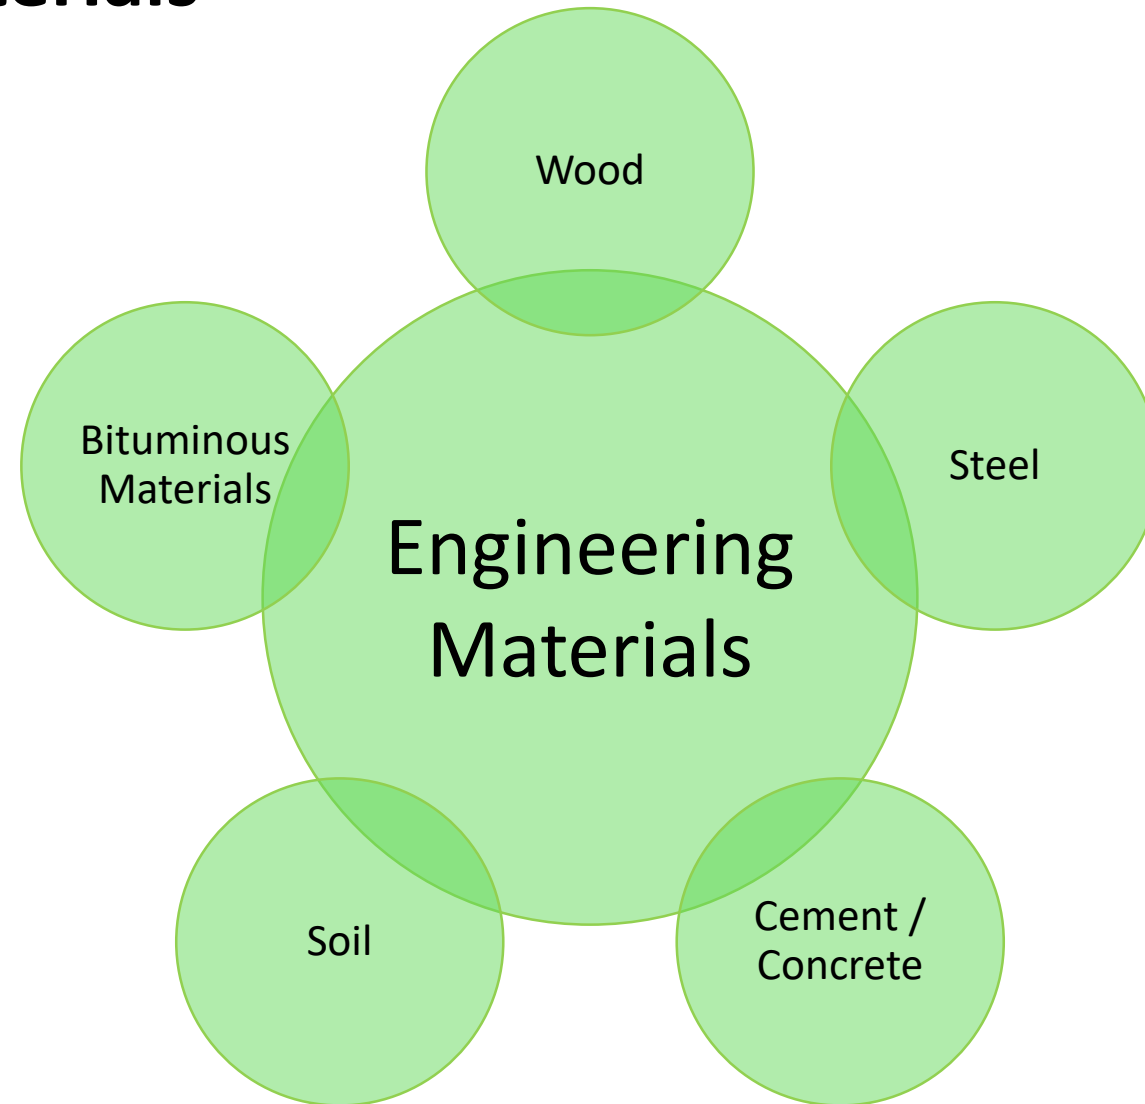 Wood
Bituminous
Materials
Steel
Engineering
Materials
Soil
Cement /
Concrete